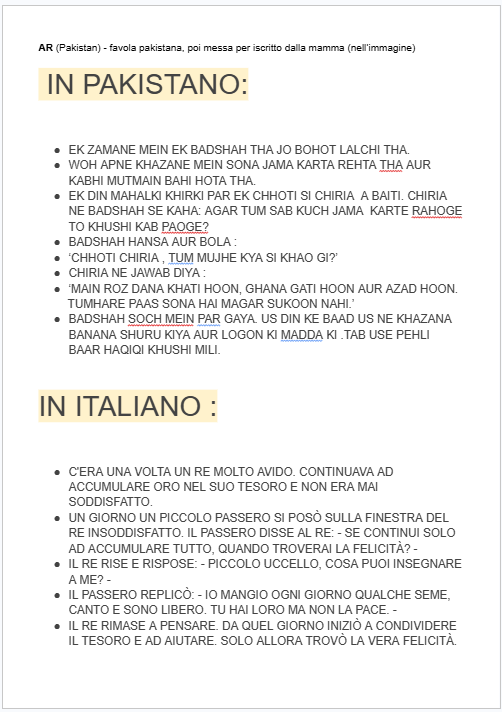 AR (Pakistan) - favola pakistana, poi messa per iscritto dalla mamma (nell'immagine)
IN PAKISTANO:
● EK ZAMANE MEIN EK BADSHAH THA JO BOHOT LALCHI THA.
● WOH APNE KHAZANE MEIN SONA JAMA KARTA REHTA THA AUR
KABHI MUTMAIN BAHI HOTA THA.
● EK DIN MAHALKI KHIRKI PAR EK CHHOTI SI CHIRIA A BAITI. CHIRIA
NE BADSHAH SE KAHA: AGAR TUM SAB KUCH JAMA KARTE RAHOGE
TO KHUSHI KAB PAOGE?
● BADSHAH HANSA AUR BOLA :
● 'CHHOTI CHIRIA , TUM MUJHE KYA SI KHAO GI?'
● CHIRIA NE JAWAB DIYA :
● 'MAIN ROZ DANA KHATI HOON, GHANA GATI HOON AUR AZAD HOON.
TUMHARE PAAS SONA HAI MAGAR SUKOON NAHI.'
● BADSHAH SOCH MEIN PAR GAYA. US DIN KE BAAD US NE KHAZANA
BANANA SHURU KIYA AUR LOGON KI MADDA KI .TAB USE PEHLI
BAAR HAQIQI KHUSHI MILI.
IN ITALIANO :
● C'ERA UNA VOLTA UN RE MOLTO AVIDO. CONTINUAVA AD
ACCUMULARE ORO NEL SUO TESORO E NON ERA MAI
SODDISFATTO.
● UN GIORNO UN PICCOLO PASSERO SI POSÒ SULLA FINESTRA DEL
RE INSODDISFATTO. IL PASSERO DISSE AL RE: - SE CONTINUI SOLO
AD ACCUMULARE TUTTO, QUANDO TROVERAI LA FELICITÀ? -
● IL RE RISE E RISPOSE: - PICCOLO UCCELLO, COSA PUOI INSEGNARE
A ME? -
● IL PASSERO REPLICÒ: - IO MANGIO OGNI GIORNO QUALCHE SEME,
CANTO E SONO LIBERO. TU HAI LORO MA NON LA PACE. -
● IL RE RIMASE A PENSARE. DA QUEL GIORNO INIZIÒ A CONDIVIDERE
IL TESORO E AD AIUTARE. SOLO ALLORA TROVÒ LA VERA FELICITÀ.